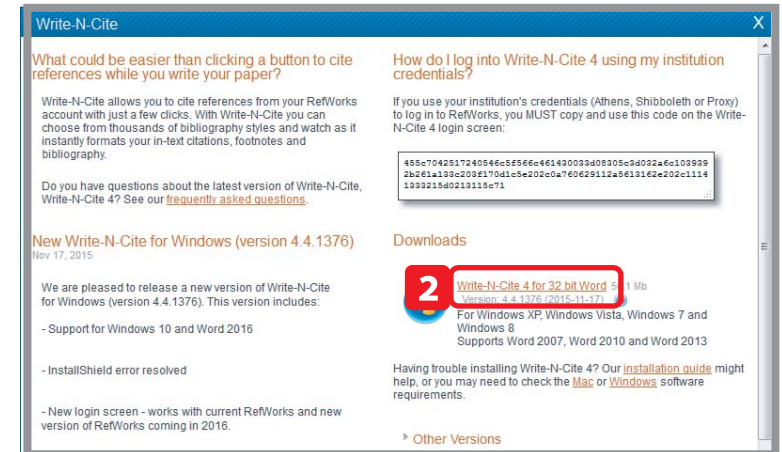 Write-N-Cite
X
What could be easier than clicking a button to cite
references while you write your paper?
Write-N-Cite allows you to cite references from your RefWorks
account with just a few clicks. With Write-N-Cite you can
choose from thousands of bibliography styles and watch as it
instantly formats your in-text citations, footnotes and
bibliography.
Do you have questions about the latest version of Write-N-Cite,
Write-N-Cite 4? See our frequently asked questions.
New Write-N-Cite for Windows (version 4.4.1376)
Nov 17, 2015
We are pleased to release a new version of Write-N-Cite
for Windows (version 4.4.1376). This version includes:
- Support for Windows 10 and Word 2016
- InstallShield error resolved
- New login screen - works with current RefWorks and new
version of RefWorks coming in 2016.
How do I log into Write-N-Cite 4 using my institution
credentials?
If you use your institution's credentials (Athens, Shibboleth or Proxy)
to log in to RefWorks, you MUST copy and use this code on the Write-
N-Cite 4 login screen:
455c7042517240546c5f566c461430033d08305c3d032a6c103939
2b261a133c203f170d1c5e202c0a760629112a5613162e202c1114
1333215d0213115c71
Downloads
2
Write-N-Cite 4 for 32 bit Word
Mb
Version: 4.4.1376 (2015-11-17)
For Windows XP, Windows Vista, Windows 7 and
Windows 8
Supports Word 2007, Word 2010 and Word 2013
Having trouble installing Write-N-Cite 4? Our installation guide might
help, or you may need to check the Mac or Windows software
requirements.
Other Versions